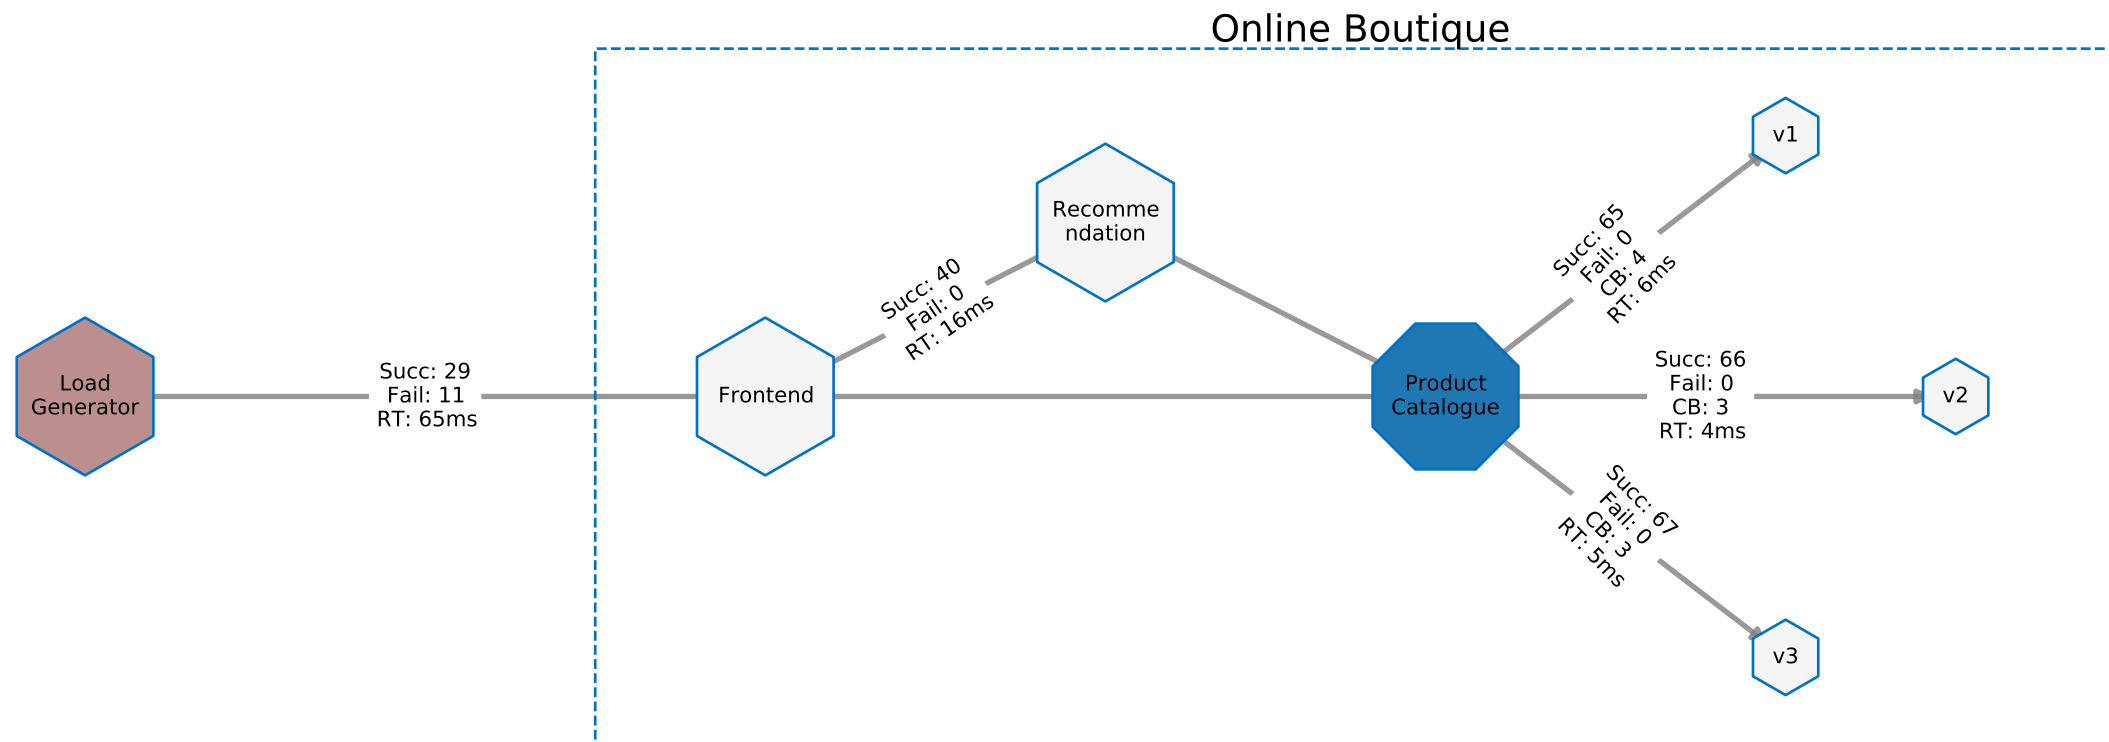 Online Boutique
Load
Generator
Succ: 29
Fail: 11
RT: 65ms
Frontend
Succ: 40
Fail: 0
RT: 16ms
Recomme
ndation
Product
Catalogue
Succ: 65
Fail: 0
CB: 4
RT: 6ms
v1
Succ: 66
Fail: 0
CB: 3
RT: 4ms
v2
Succ: 67
Fail: 0
CB: 3
RT: 5ms
v3